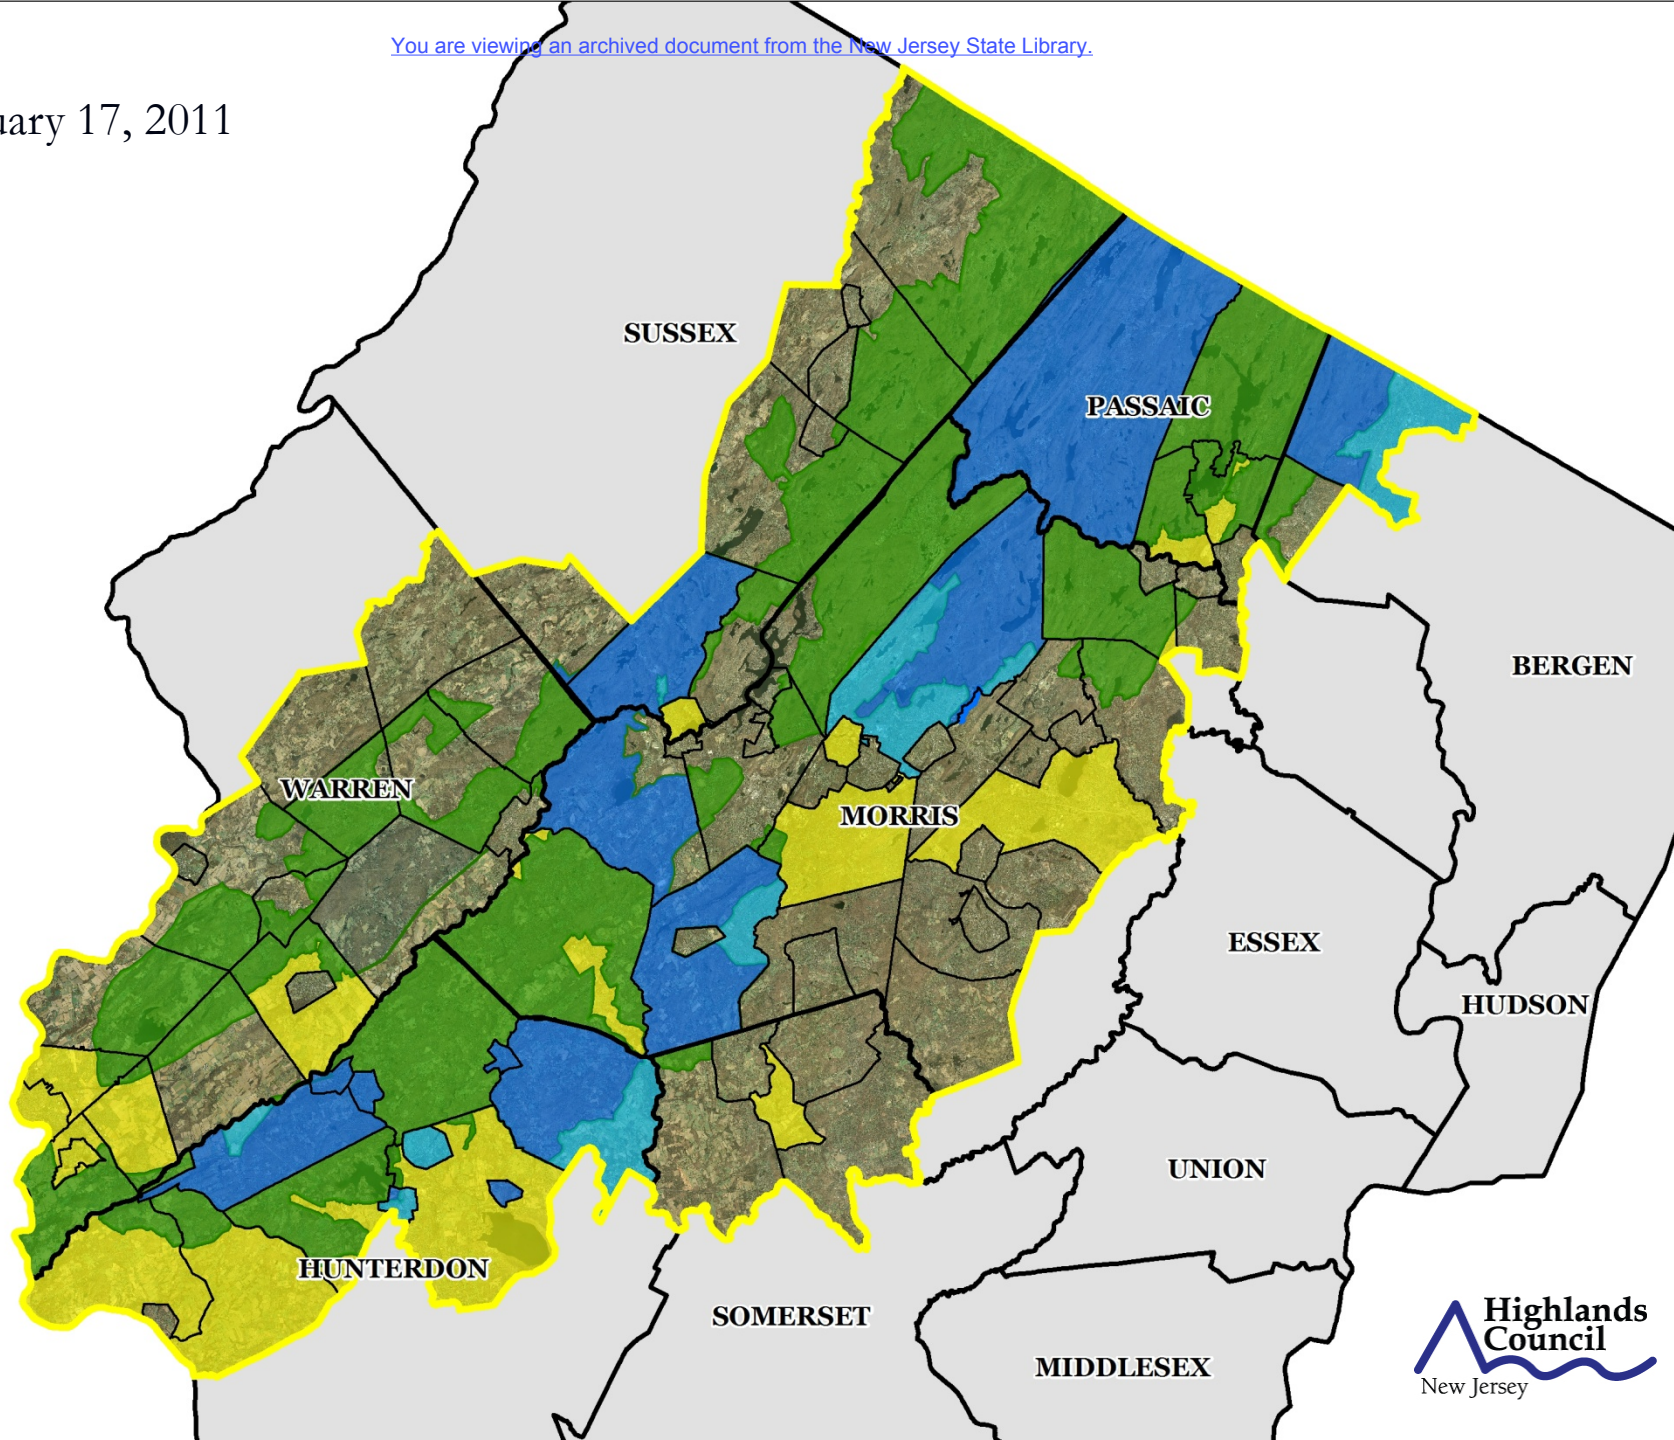 You are viewing an archived document from the New Jersey State Library.
17, 2011
SUSSEX
PASSAIC
BERGEN
WARREN
MORRIS
ESSEX
HUDSON
UNION
HUNTERDON
SOMERSET
MIDDLESEX
Highlands
Council
New Jersey